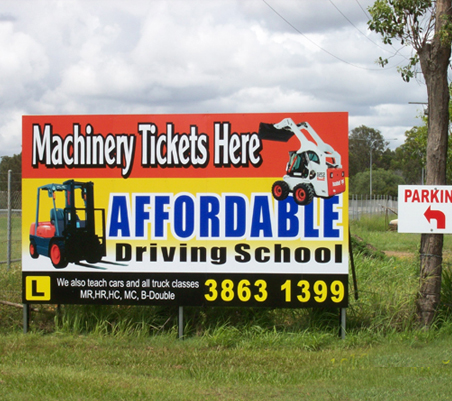 Machinery Tickets Here
AFFORDABLE
Driving School
L
We also teach cars and all truck classes
MR,HR,HC, MC, B-Double
3863 1399
PARKIN